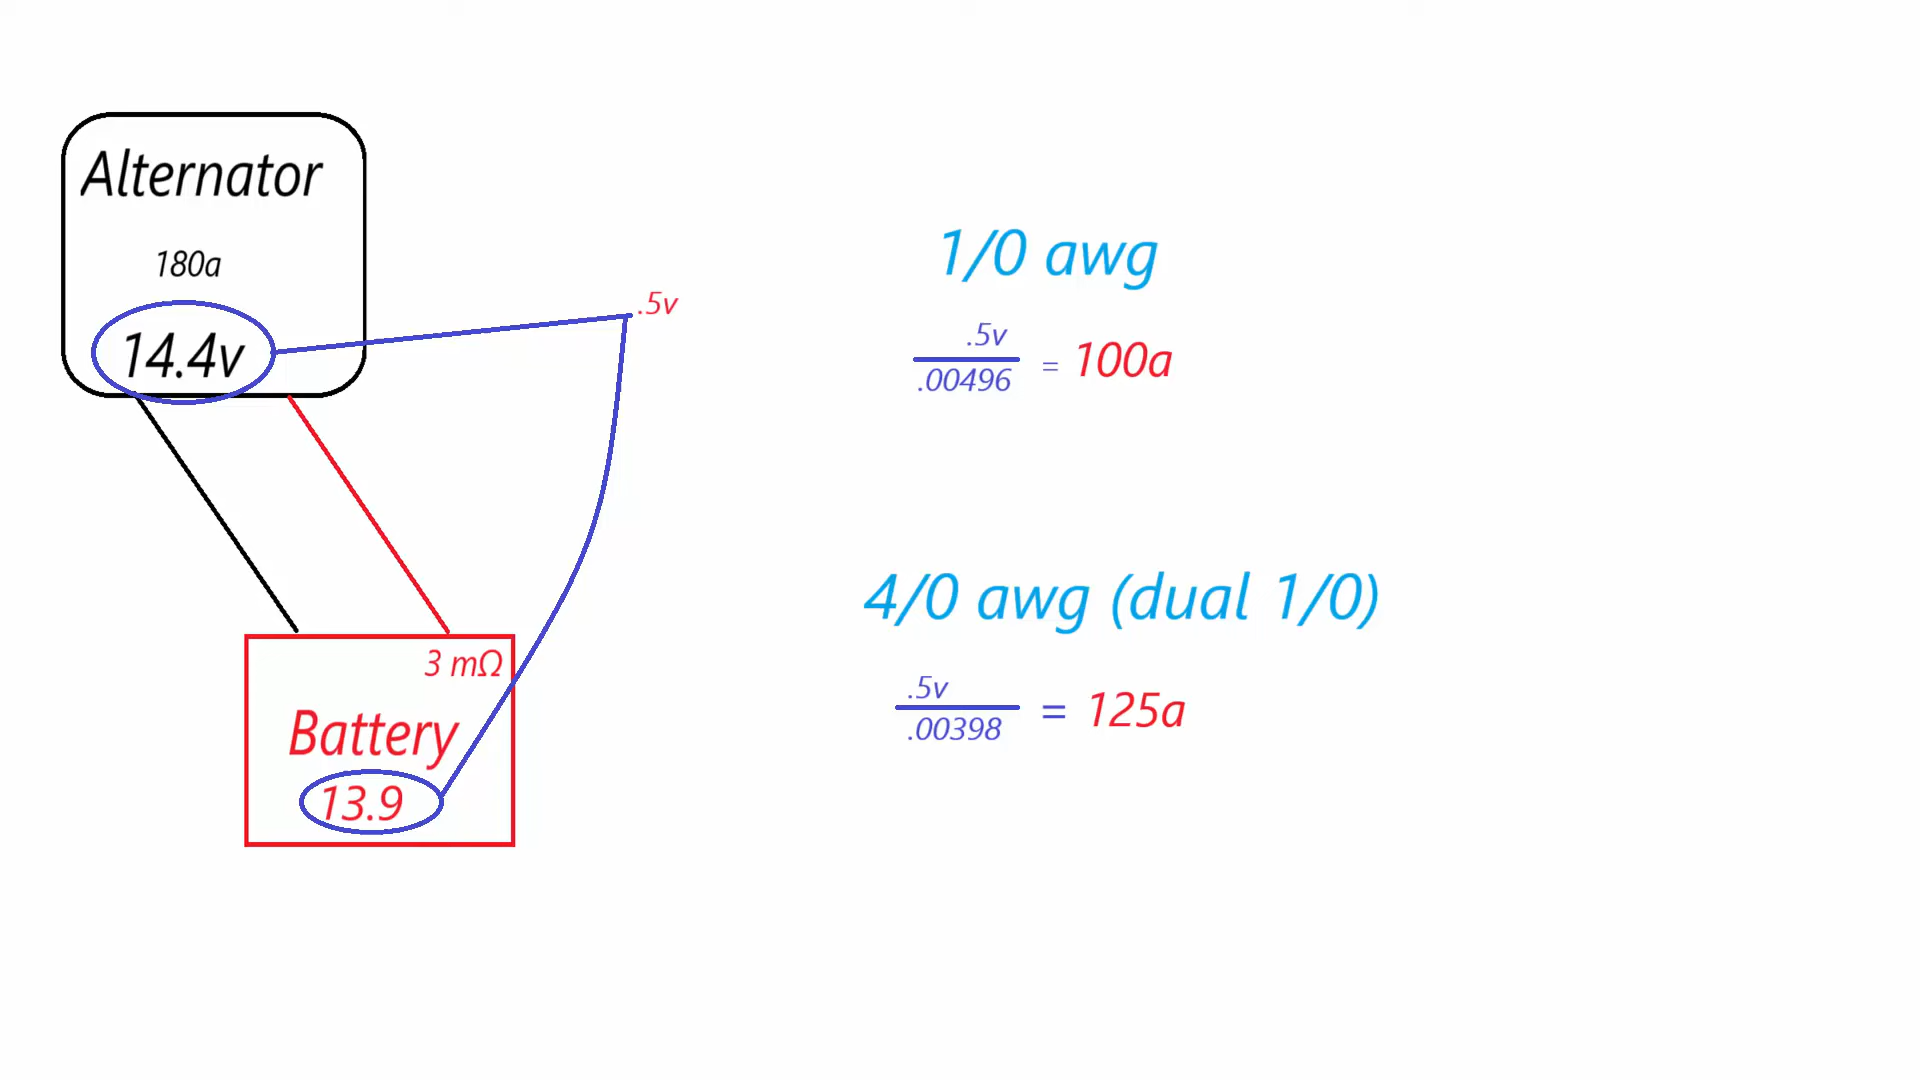 Alternator
180a
14.4v
.5v
3 mΩ
Battery
13.9
1/0 awg
.5v
.00496
= 100a
4/0 awg (dual 1/0)
.5v
.00398
= 125a